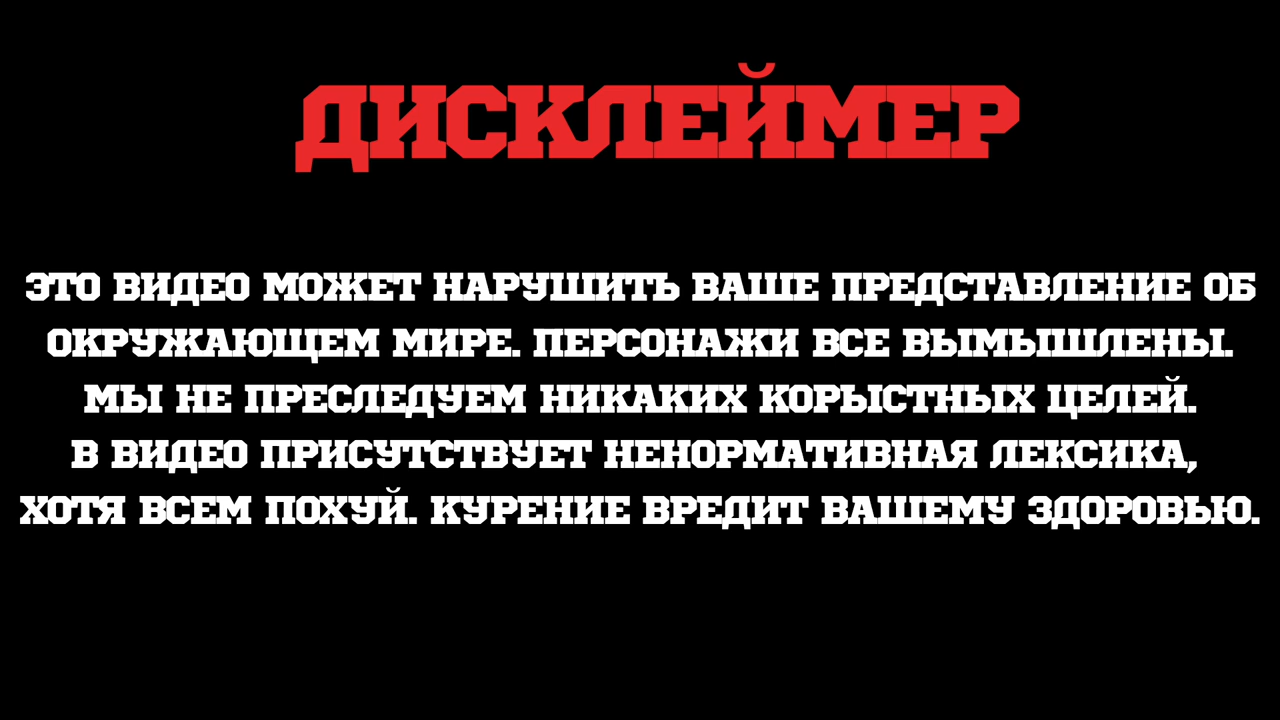 ДИСКЛЕЙМЕР
ЭТО ВИДЕО МОЖЕТ НАРУШИТЬ ВАШЕ ПРЕДСТАВЛЕНИЕ ОБ
ОКРУЖАЮЩЕМ МИРЕ. ПЕРСОНАЖИ ВСЕ ВЫМЫШЛЕНЫ.
МЫ НЕ ПРЕСЛЕДУЕМ НИКАКИХ КОРЫСТНЫХ ЦЕЛЕЙ.
В ВИДЕО ПРИСУТСТВУЕТ НЕНОРМАТИВНАЯ ЛЕКСИКА,
ХОТЯ ВСЕМ ПОХУЙ. КУРЕНИЕ ВРЕДИТ ВАШЕМУ ЗДОРОВЬЮ.